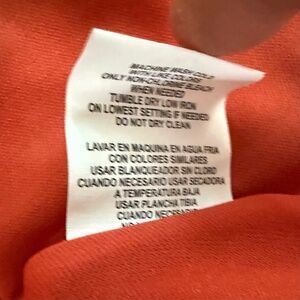 MACHINE WASH COLD
WITH LIKE COLORS
ONLY NON-CHLORINE BLEACH
WHEN NEEDED
TUMBLE DRY LOW IRON
ON LOWEST SETTING IF NEEDED
DO NOT DRY CLEAN
LAVAR EN MAQUINA EN AGUA FRIA
CON COLORES SIMILARES
USAR BLANQUEADOR SIN CLORO
CUANDO NECESARIO USAR SECADORA
A TEMPERATURA BAJA
USAR PLANCHA TIBIA
CUANDO NECESARIO